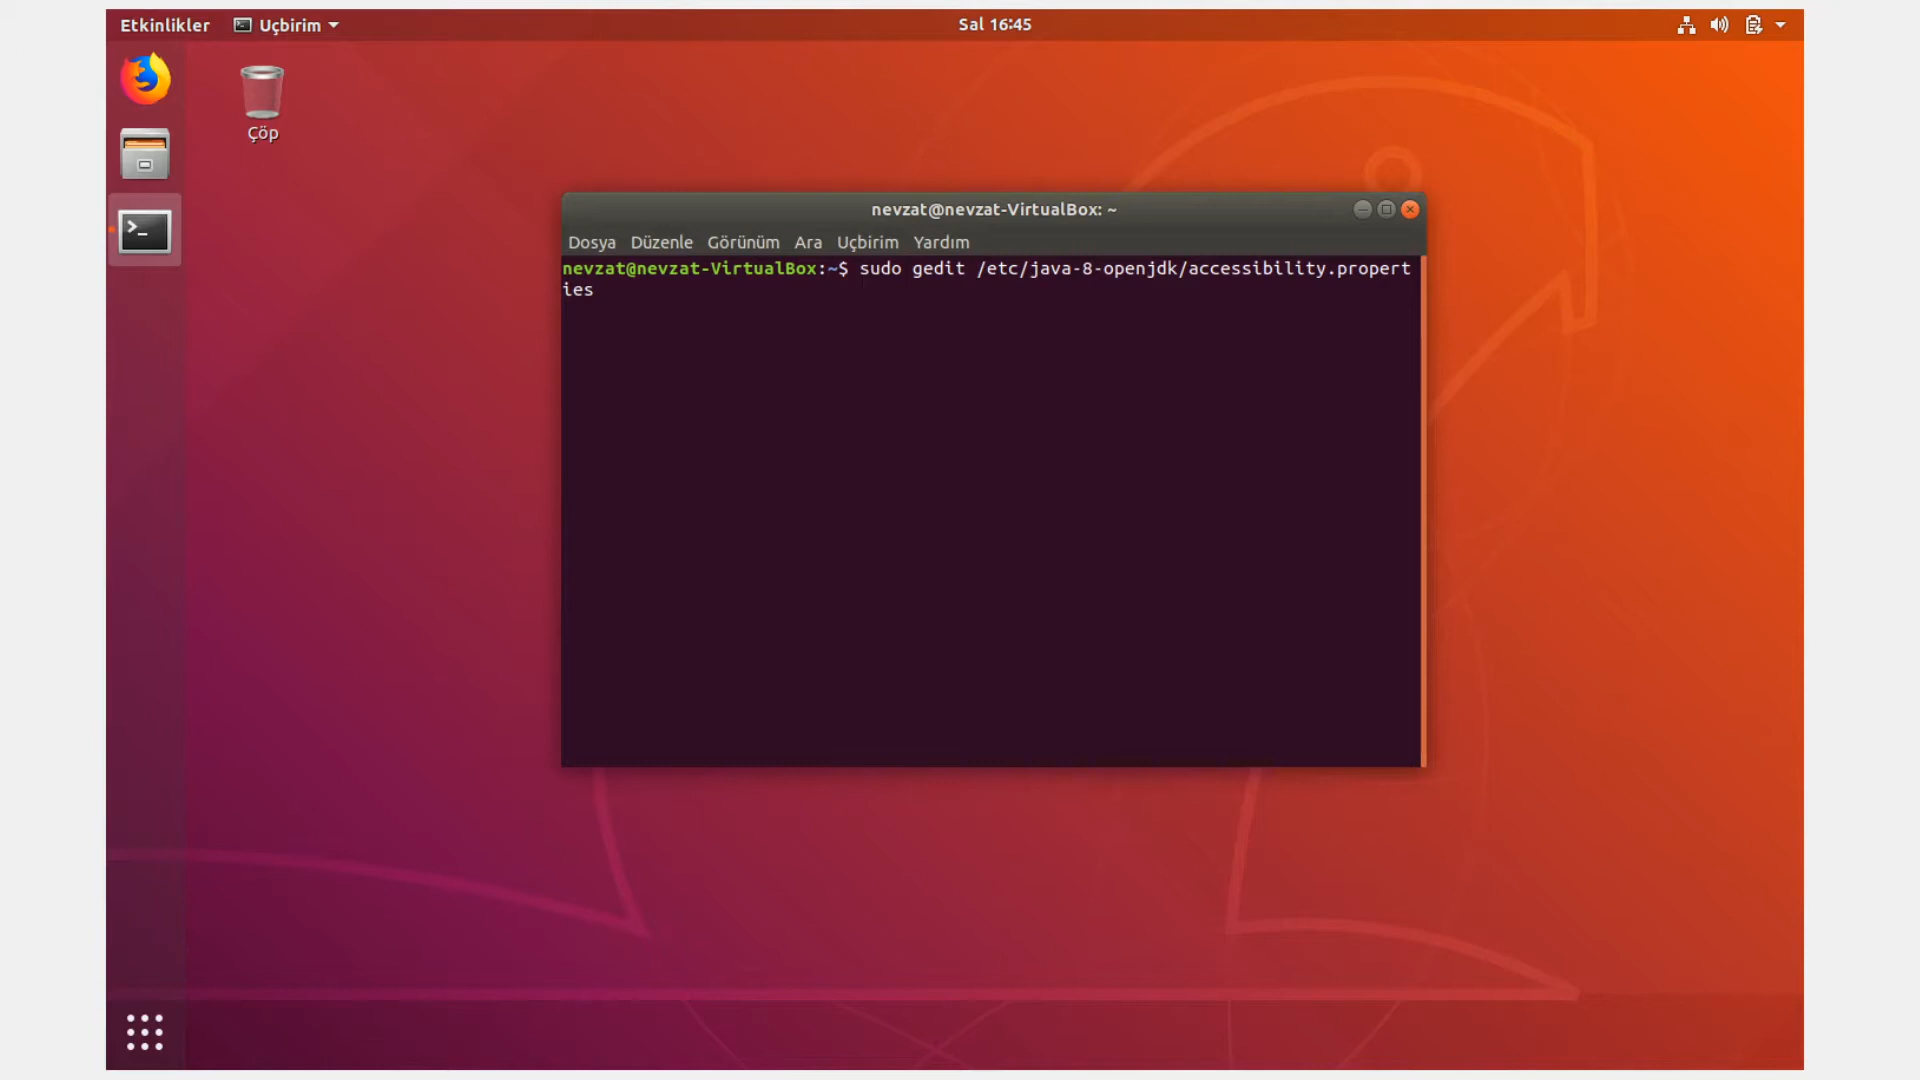 Etkinlikler Uçbirim Sal 16:45
Çöp
nevzat@nevzat-VirtualBox: ~
Dosya Düzenle Görünüm Ara Uçbirim Yardım
nevzat@nevzat-VirtualBox:~$ sudo gedit /etc/java-8-openjdk/accessibility.propert
ies